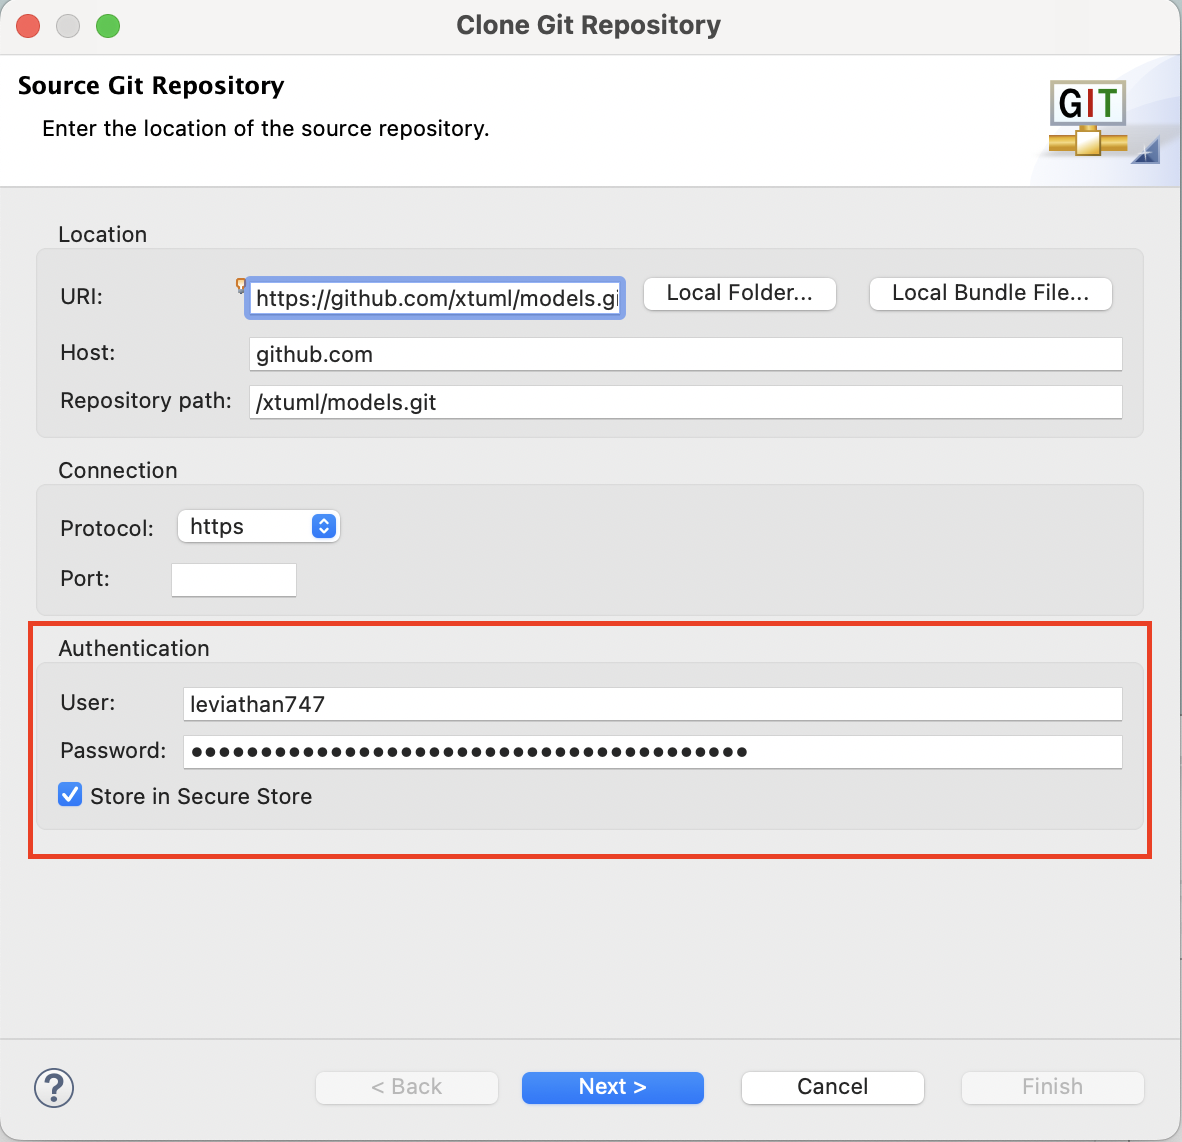 Clone Git Repository
Source Git Repository
Enter the location of the source repository.
GIT
Location
URI: https://github.com/xtuml/models.gi Local Folder... Local Bundle File...
Host: github.com
Repository path: /xtuml/models.git
Connection
Protocol: https
Port:
Authentication
User: leviathan747
Password: ●●●●●●●●●●●●●●●●●●●●●●●●●●●●●●●●●●●●●●●●
Store in Secure Store
? < Back Next > Cancel Finish